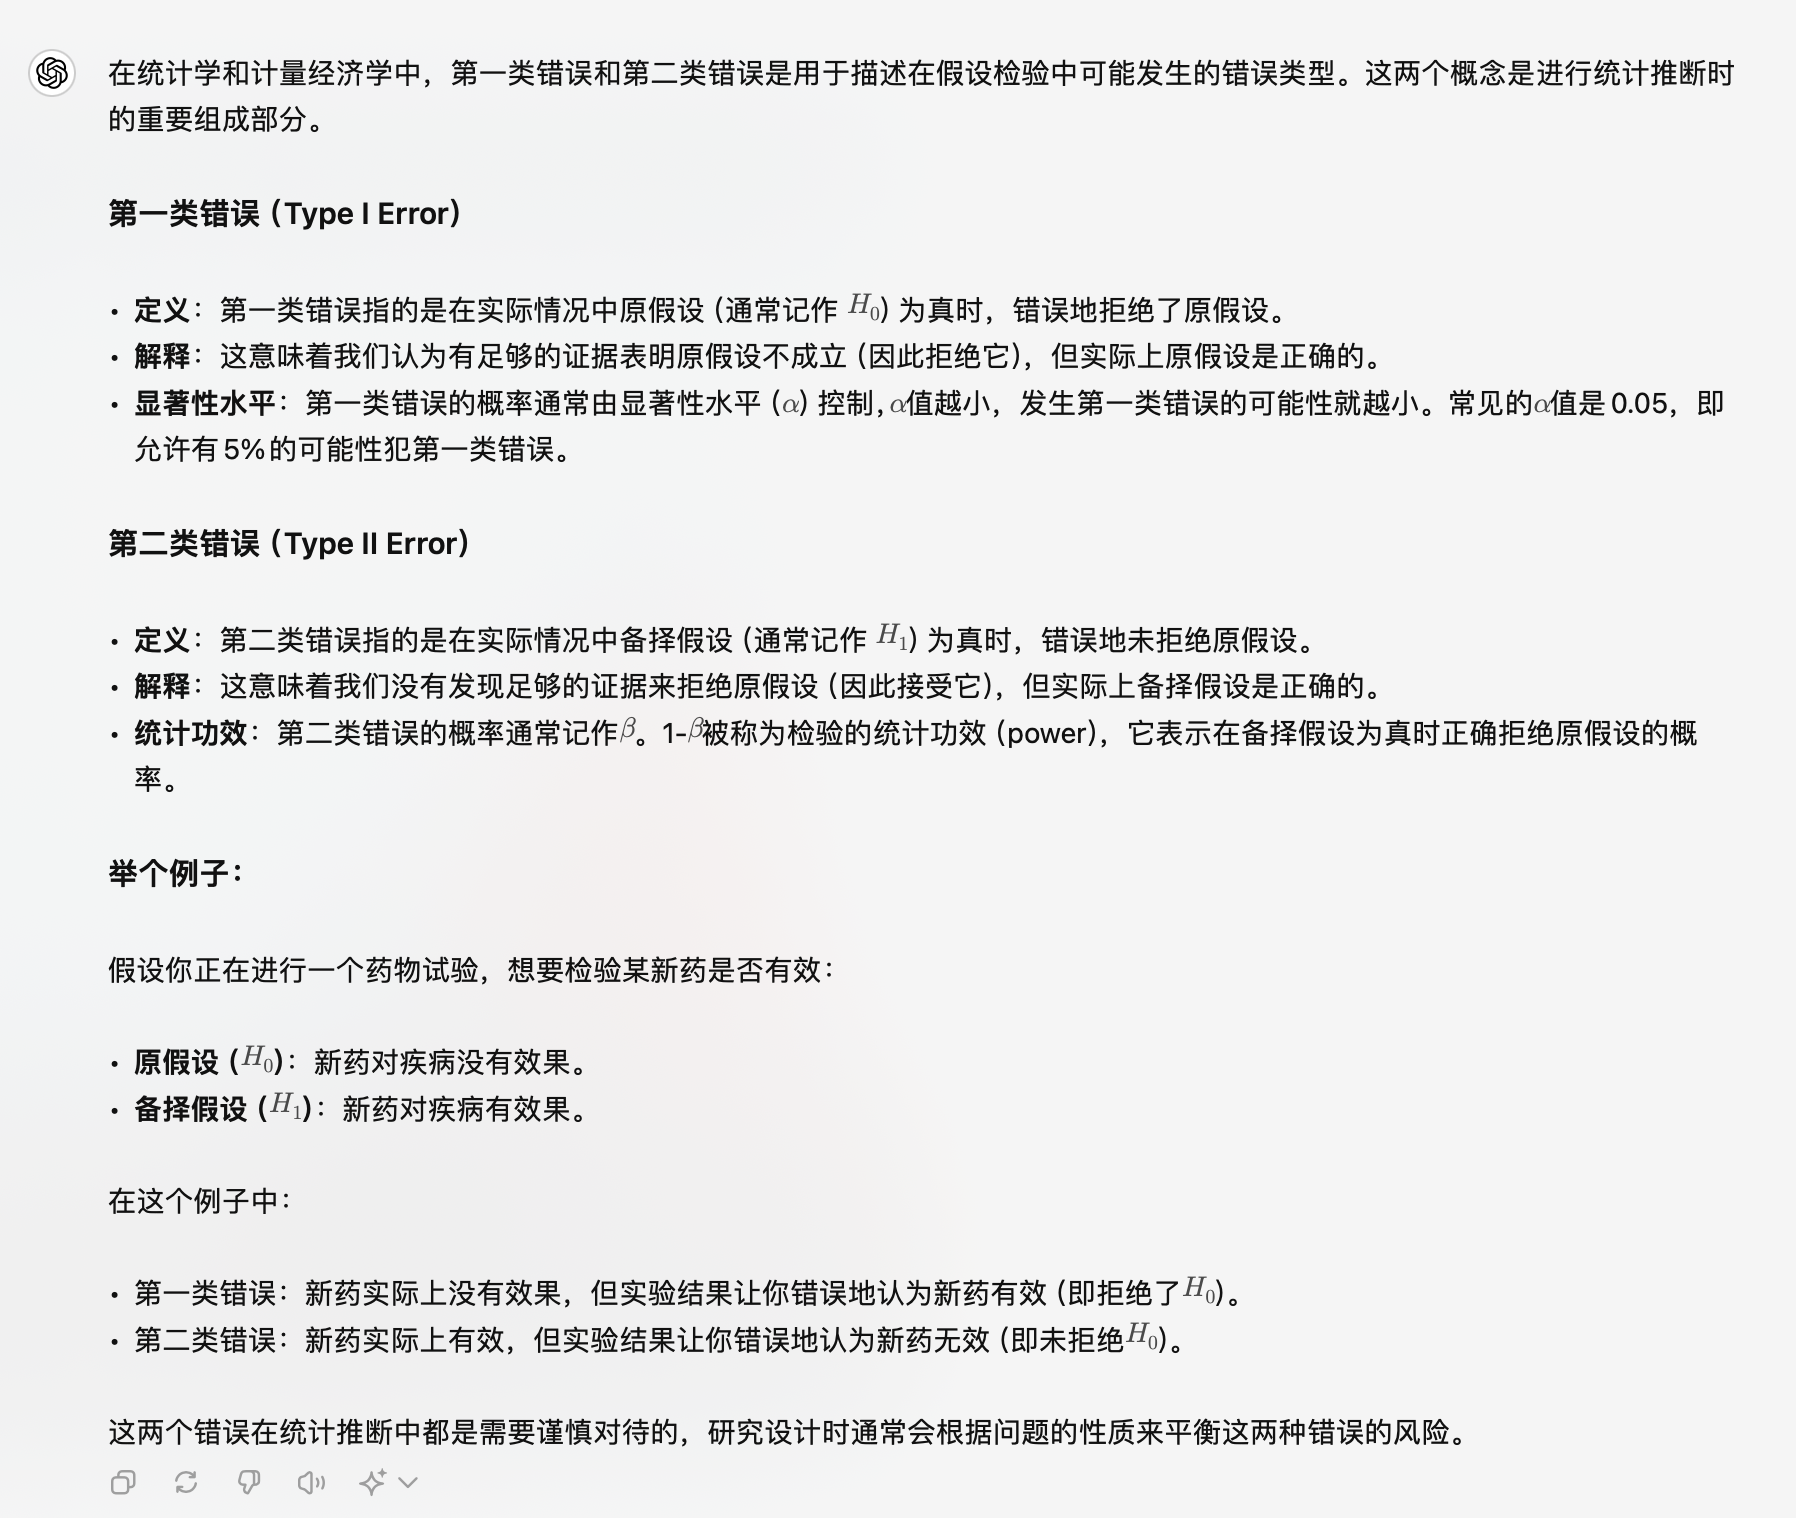 在统计学和计量经济学中，第一类错误和第二类错误是用于描述在假设检验中可能发生的错误类型。这两个概念是进行统计推断时
的重要组成部分。
第一类错误（Type I Error）
• 定义：第一类错误指的是在实际情况中原假设（通常记作 H₀）为真时，错误地拒绝了原假设。
• 解释：这意味着我们认为有足够的证据表明原假设不成立（因此拒绝它），但实际上原假设是正确的。
• 显著性水平：第一类错误的概率通常由显著性水平（α）控制，α值越小，发生第一类错误的可能性就越小。常见的α值是0.05，即
允许有5%的可能性犯第一类错误。
第二类错误（Type II Error）
• 定义：第二类错误指的是在实际情况中备择假设（通常记作 H₁）为真时，错误地未拒绝原假设。
• 解释：这意味着我们没有发现足够的证据来拒绝原假设（因此接受它），但实际上备择假设是正确的。
• 统计功效：第二类错误的概率通常记作β。1-β被称为检验的统计功效（power），它表示在备择假设为真时正确拒绝原假设的概
率。
举个例子：
假设你正在进行一个药物试验，想要检验某新药是否有效：
• 原假设（H₀）：新药对疾病没有效果。
• 备择假设（H₁）：新药对疾病有效果。
在这个例子中：
• 第一类错误：新药实际上没有效果，但实验结果让你错误地认为新药有效（即拒绝了H₀）。
• 第二类错误：新药实际上有效，但实验结果让你错误地认为新药无效（即未拒绝H₀）。
这两个错误在统计推断中都是需要谨慎对待的，研究设计时通常会根据问题的性质来平衡这两种错误的风险。